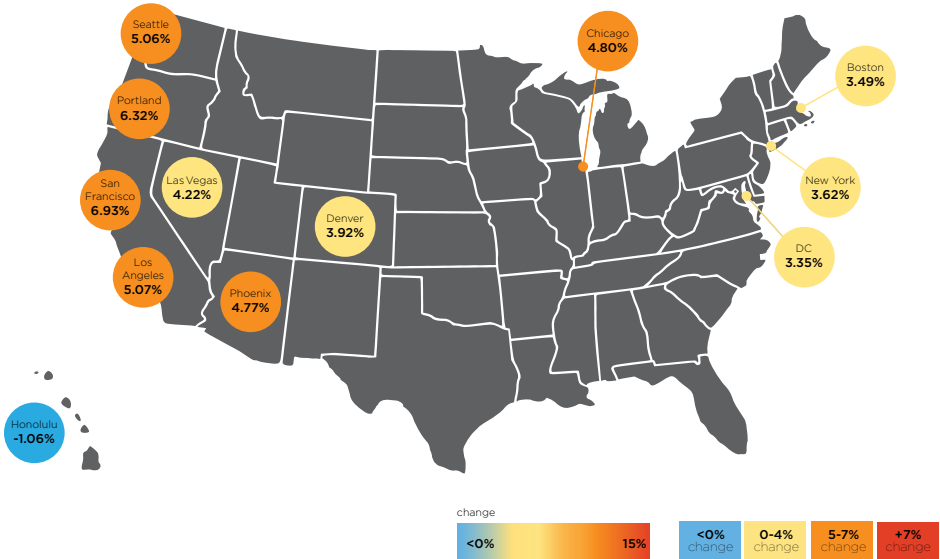 Seattle
5.06%
Chicago
4.80%
Boston
3.49%
Portland
6.32%
San
Francisco
6.93%
Las Vegas
4.22%
New York
3.62%
Denver
3.92%
DC
3.35%
Los
Angeles
5.07%
Phoenix
4.77%
Honolulu
-1.06%
change
<0%
15%
<0%
change
0-4%
change
5-7%
change
+7%
change